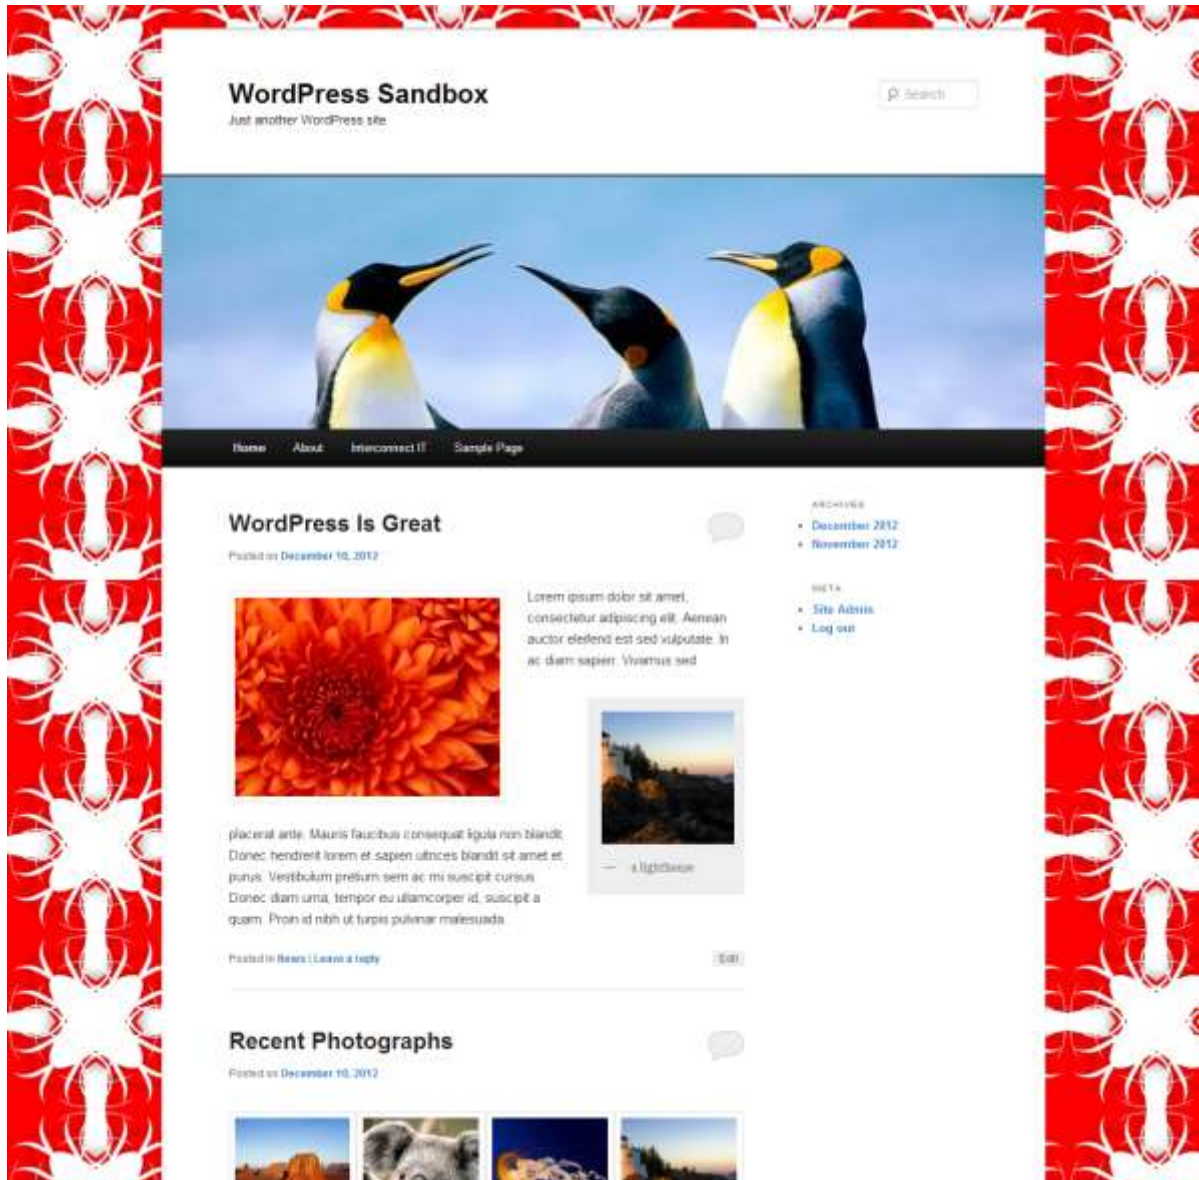 WordPress Sandbox
Just another WordPress site
Search
Home About Interconnect IT Sample Page
WordPress Is Great
Posted on December 10, 2012
Lorem ipsum dolor sit amet,
consectetur adipiscing elit. Aenean
auctor eleifend est sed vulputate. In
ac diam sapien. Vivamus sed
placerat ante. Mauris faucibus consequat ligula non blandit.
Donec hendrerit lorem et sapien ultrices blandit sit amet et
purus. Vestibulum pretium sem ac mi suscipit cursus.
Donec diam urna, tempor eu ullamcorper id, suscipit a
quam. Proin id nibh ut turpis pulvinar malesuada.
— a lighthouse
Posted in News | Leave a reply
Edit
Recent Photographs
Posted on December 10, 2012
ARCHIVES
December 2012
November 2012
META
Site Admin
Log out